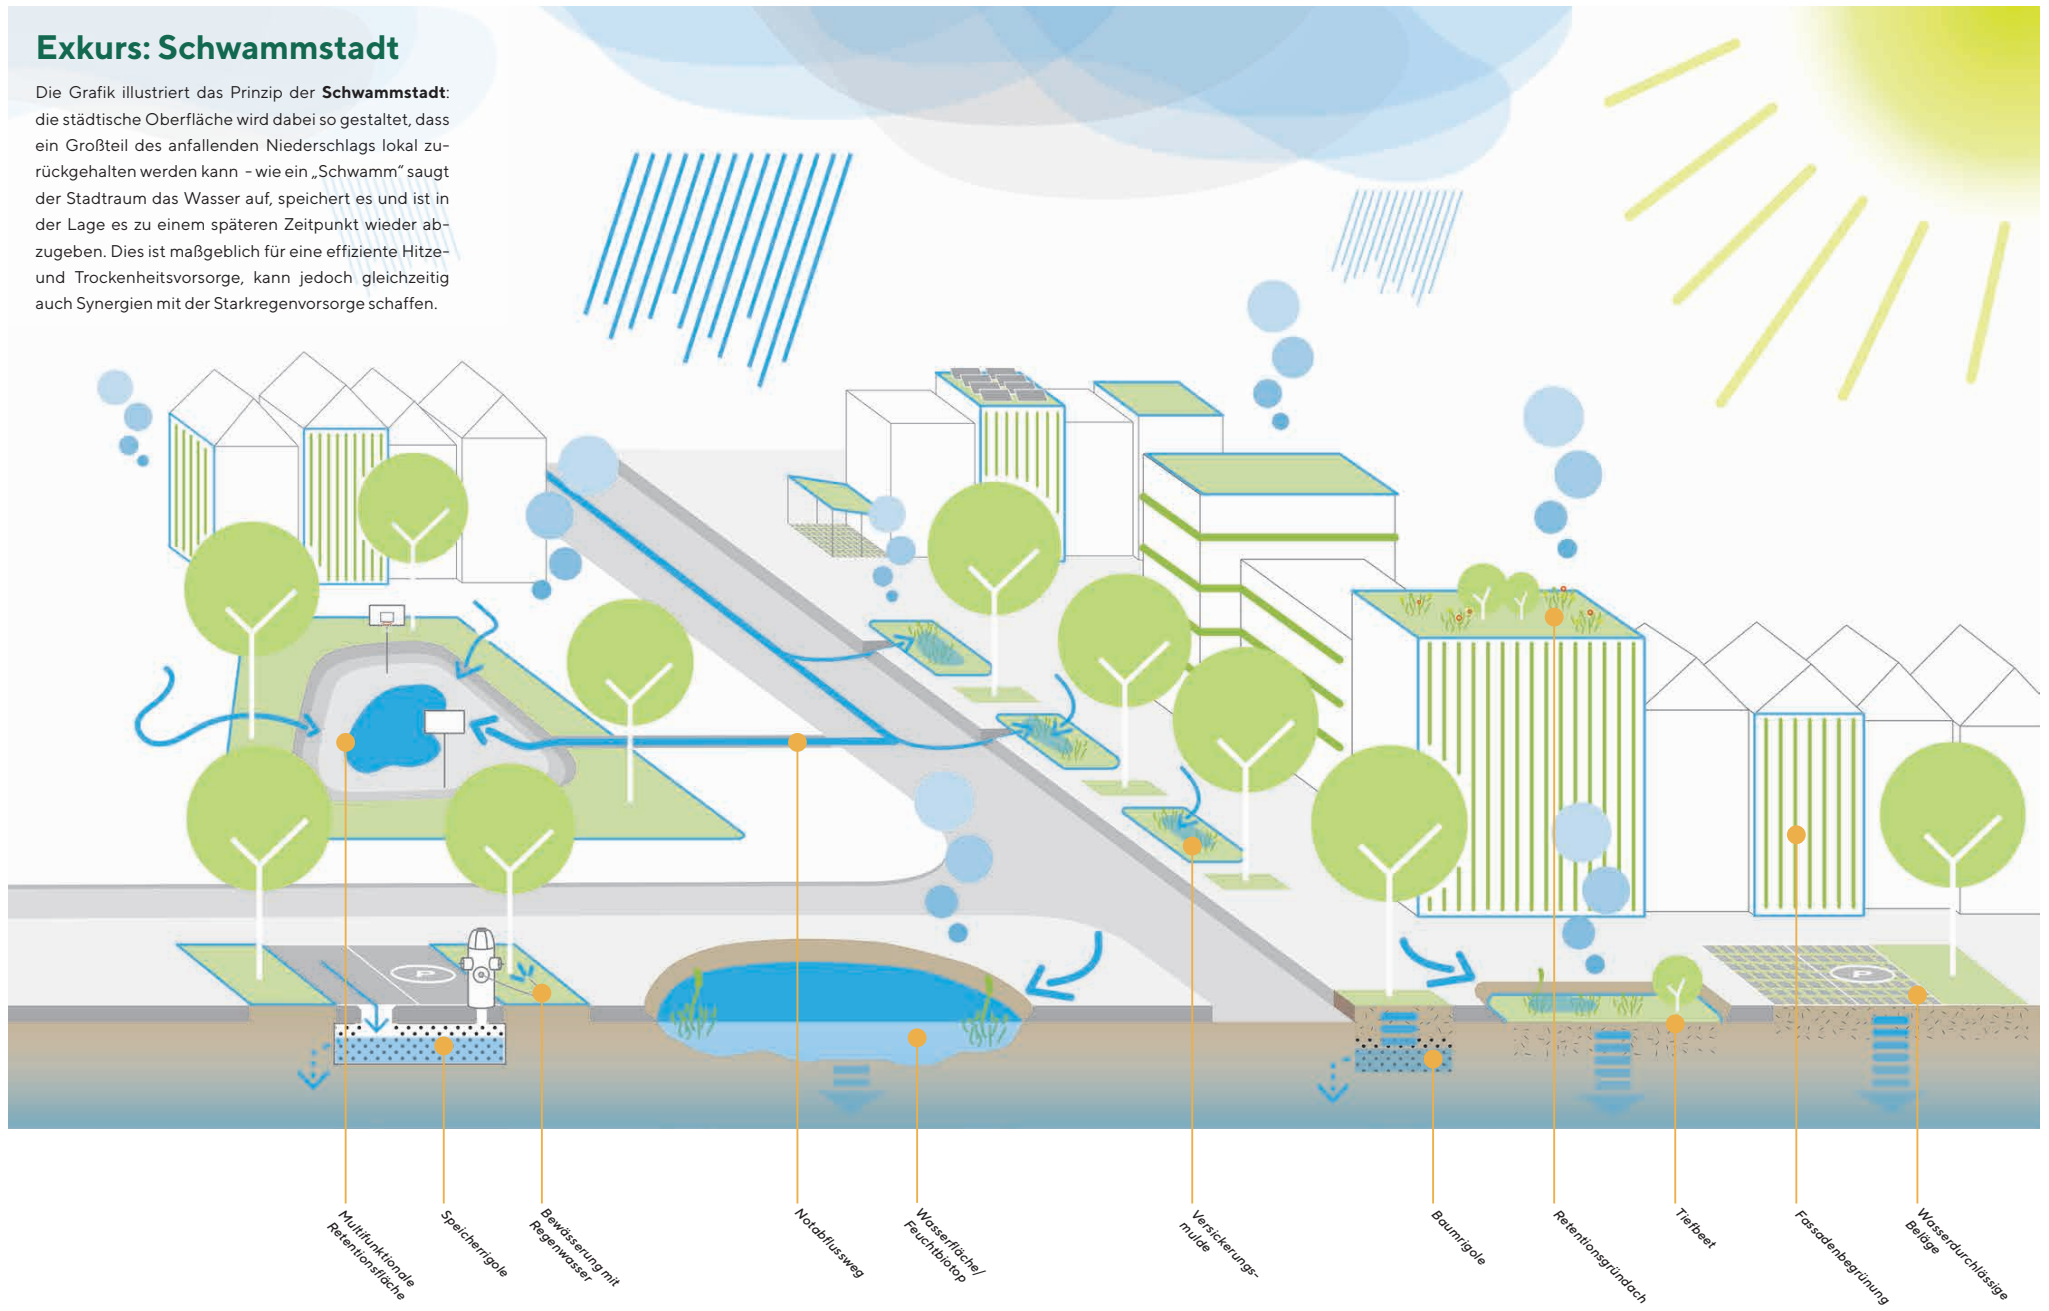 Exkurs: Schwammstadt
Die Grafik illustriert das Prinzip der Schwammstadt:
die städtische Oberfläche wird dabei so gestaltet, dass
ein Großteil des anfallenden Niederschlags lokal zu-
rückgehalten werden kann - wie ein „Schwamm" saugt
der Stadtraum das Wasser auf, speichert es und ist in
der Lage es zu einem späteren Zeitpunkt wieder ab-
zugeben. Dies ist maßgeblich für eine effiziente Hitze-
und Trockenheitsvorsorge, kann jedoch gleichzeitig
auch Synergien mit der Starkregenvorsorge schaffen.
P
P
Multifunktionale
Retentionsfläche
Speicherrigole
Bewässerung mit
Regenwasser
Notabflussweg
Wasserfläche/
Feuchtbiotop
Versickerungs-
mulde
Baumrigole
Retentionsgründach
Tiefbeet
Fassadenbegrünung
Wasserdurchlässige
Beläge